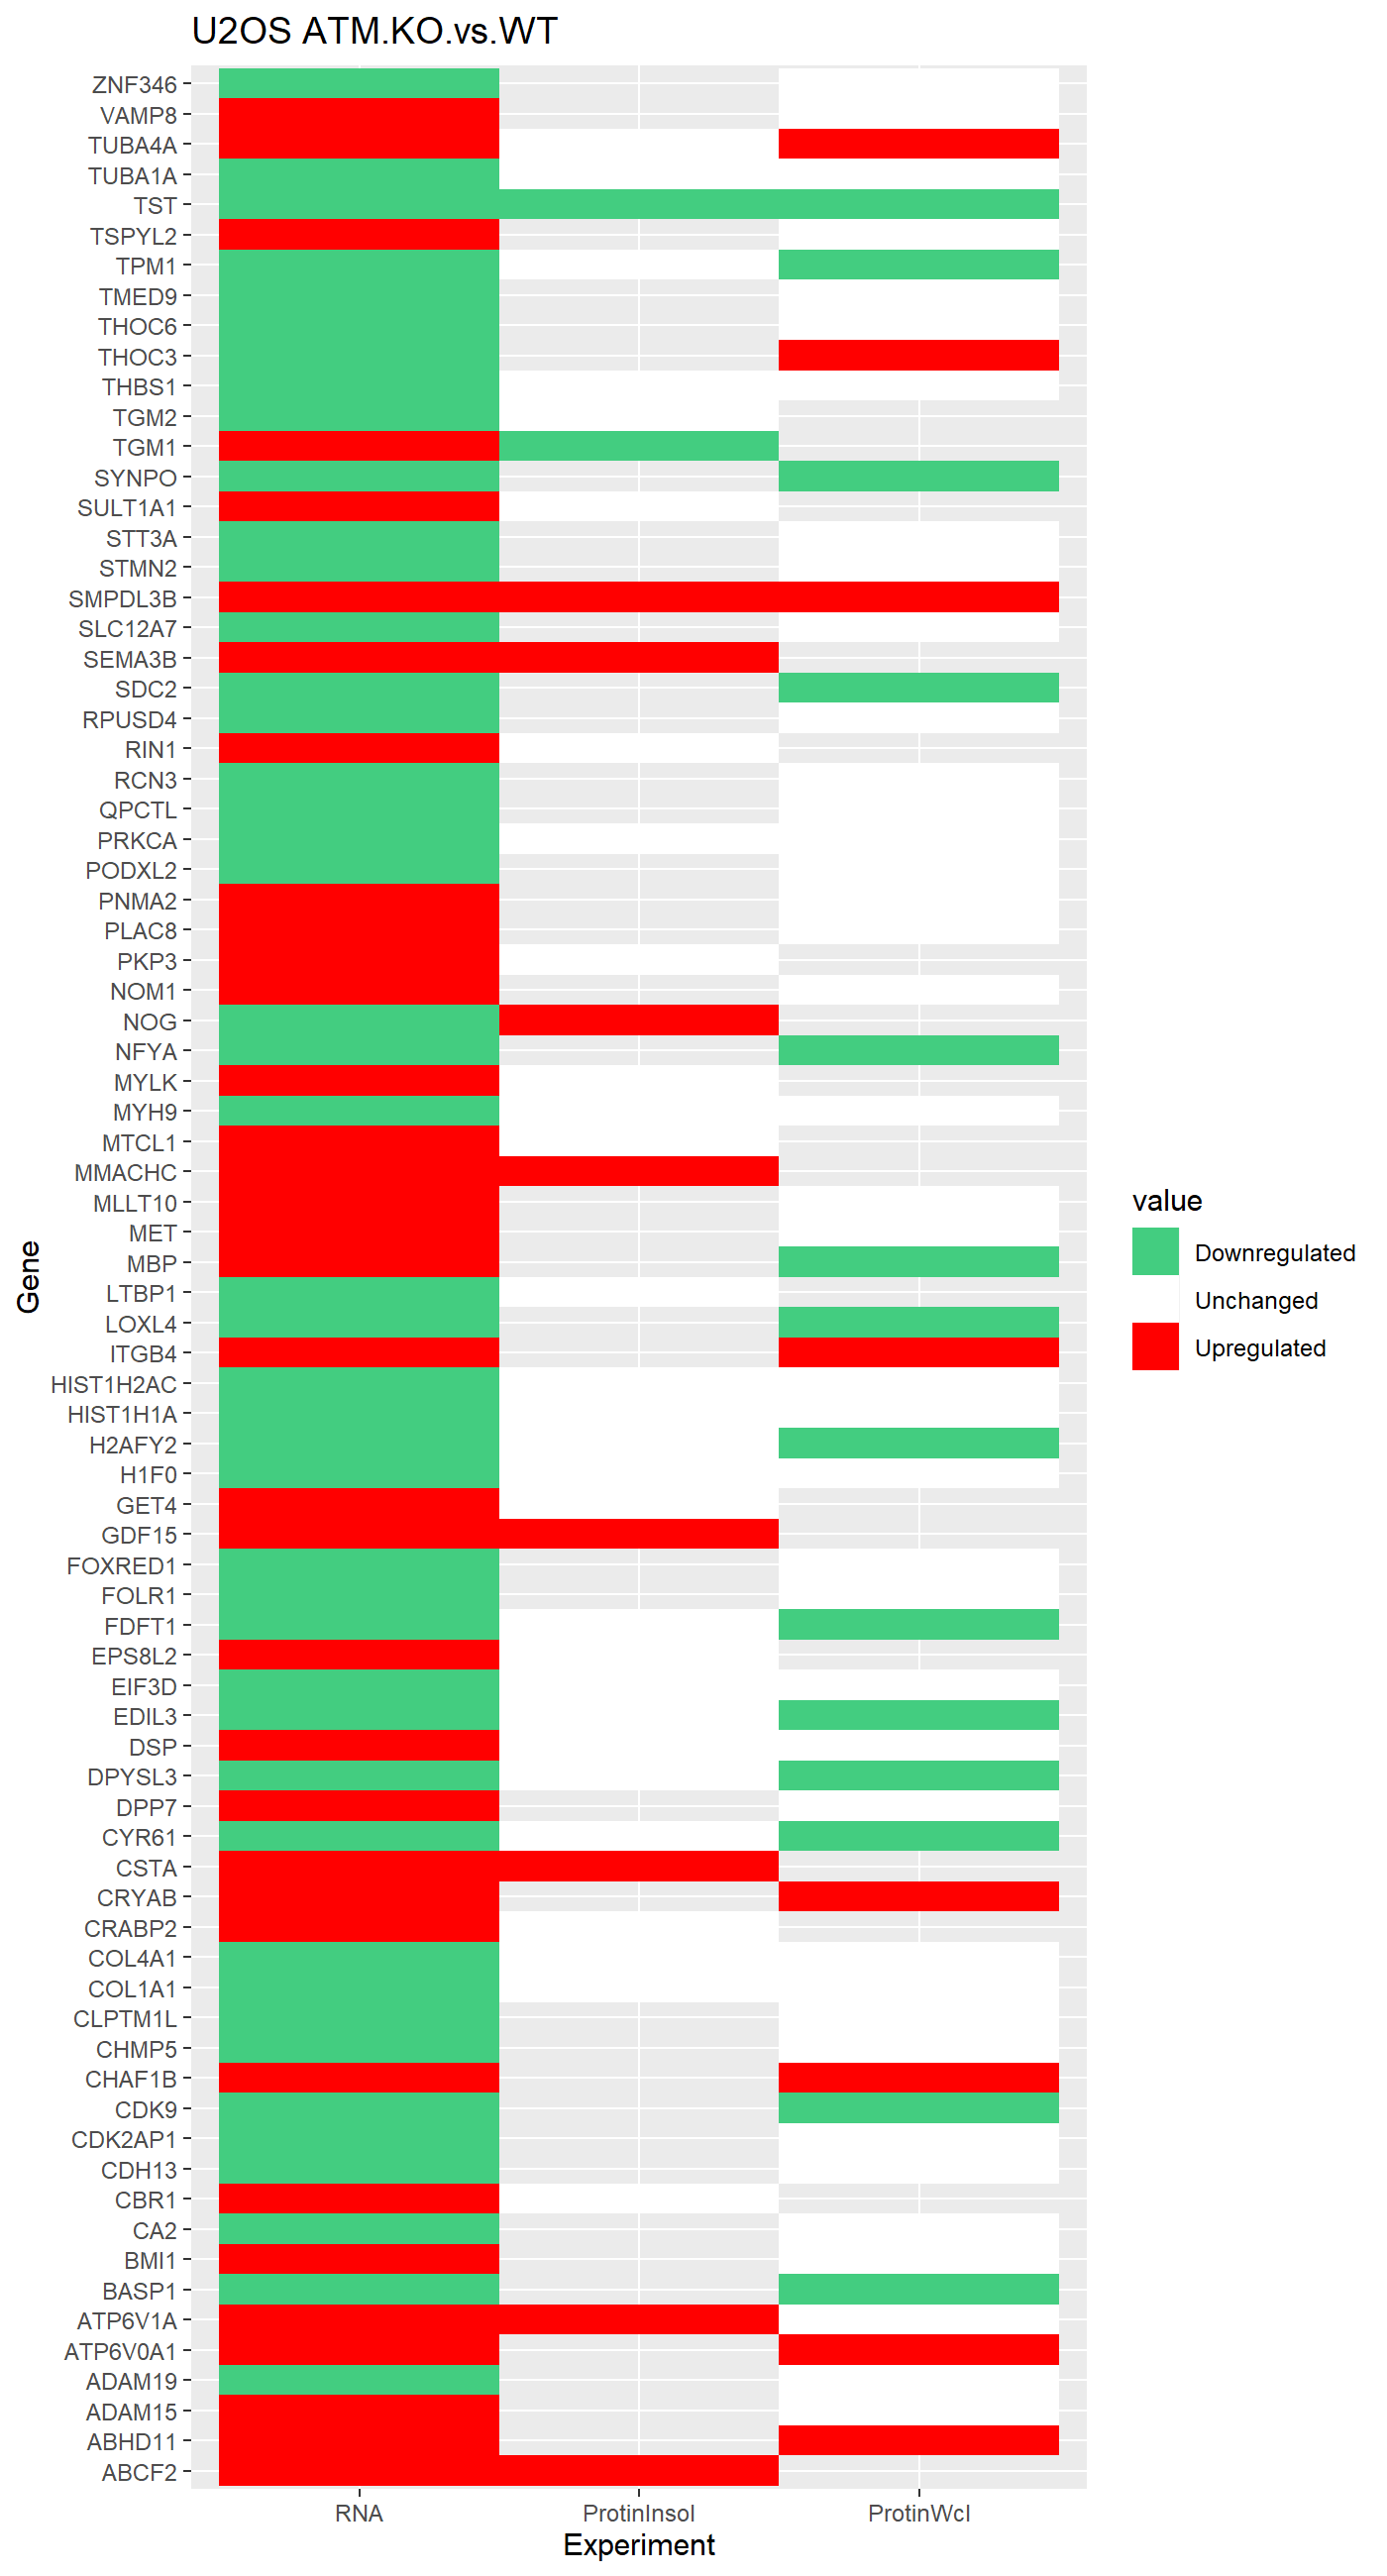 U2OS ATM.KO.vs.WT
ZNF346
VAMP8
TUBA4A
TUBA1A
TST
TSPYL2
TPM1
TMED9
THOC6
THOC3
THBS1
TGM2
TGM1
SYNPO
SULT1A1
STT3A
STMN2
SMPDL3B
SLC12A7
SEMA3B
SDC2
RPUSD4
RIN1
RCN3
QPCTL
PRKCA
PODXL2
PNMA2
PLAC8
PKP3
NOM1
NOG
NFYA
MYLK
MYH9
MTCL1
MMACHC
MLLT10
MET
MBP
LTBP1
LOXL4
ITGB4
HIST1H2AC
HIST1H1A
H2AFY2
H1F0
GET4
GDF15
FOXRED1
FOLR1
FDFT1
EPS8L2
EIF3D
EDIL3
DSP
DPYSL3
DPP7
CYR61
CSTA
CRYAB
CRABP2
COL4A1
COL1A1
CLPTM1L
CHMP5
CHAF1B
CDK9
CDK2AP1
CDH13
CBR1
CA2
BMI1
BASP1
ATP6V1A
ATP6V0A1
ADAM19
ADAM15
ABHD11
ABCF2
Gene
RNA
ProtinInsol
ProtinWcl
Experiment
value
Downregulated
Unchanged
Upregulated